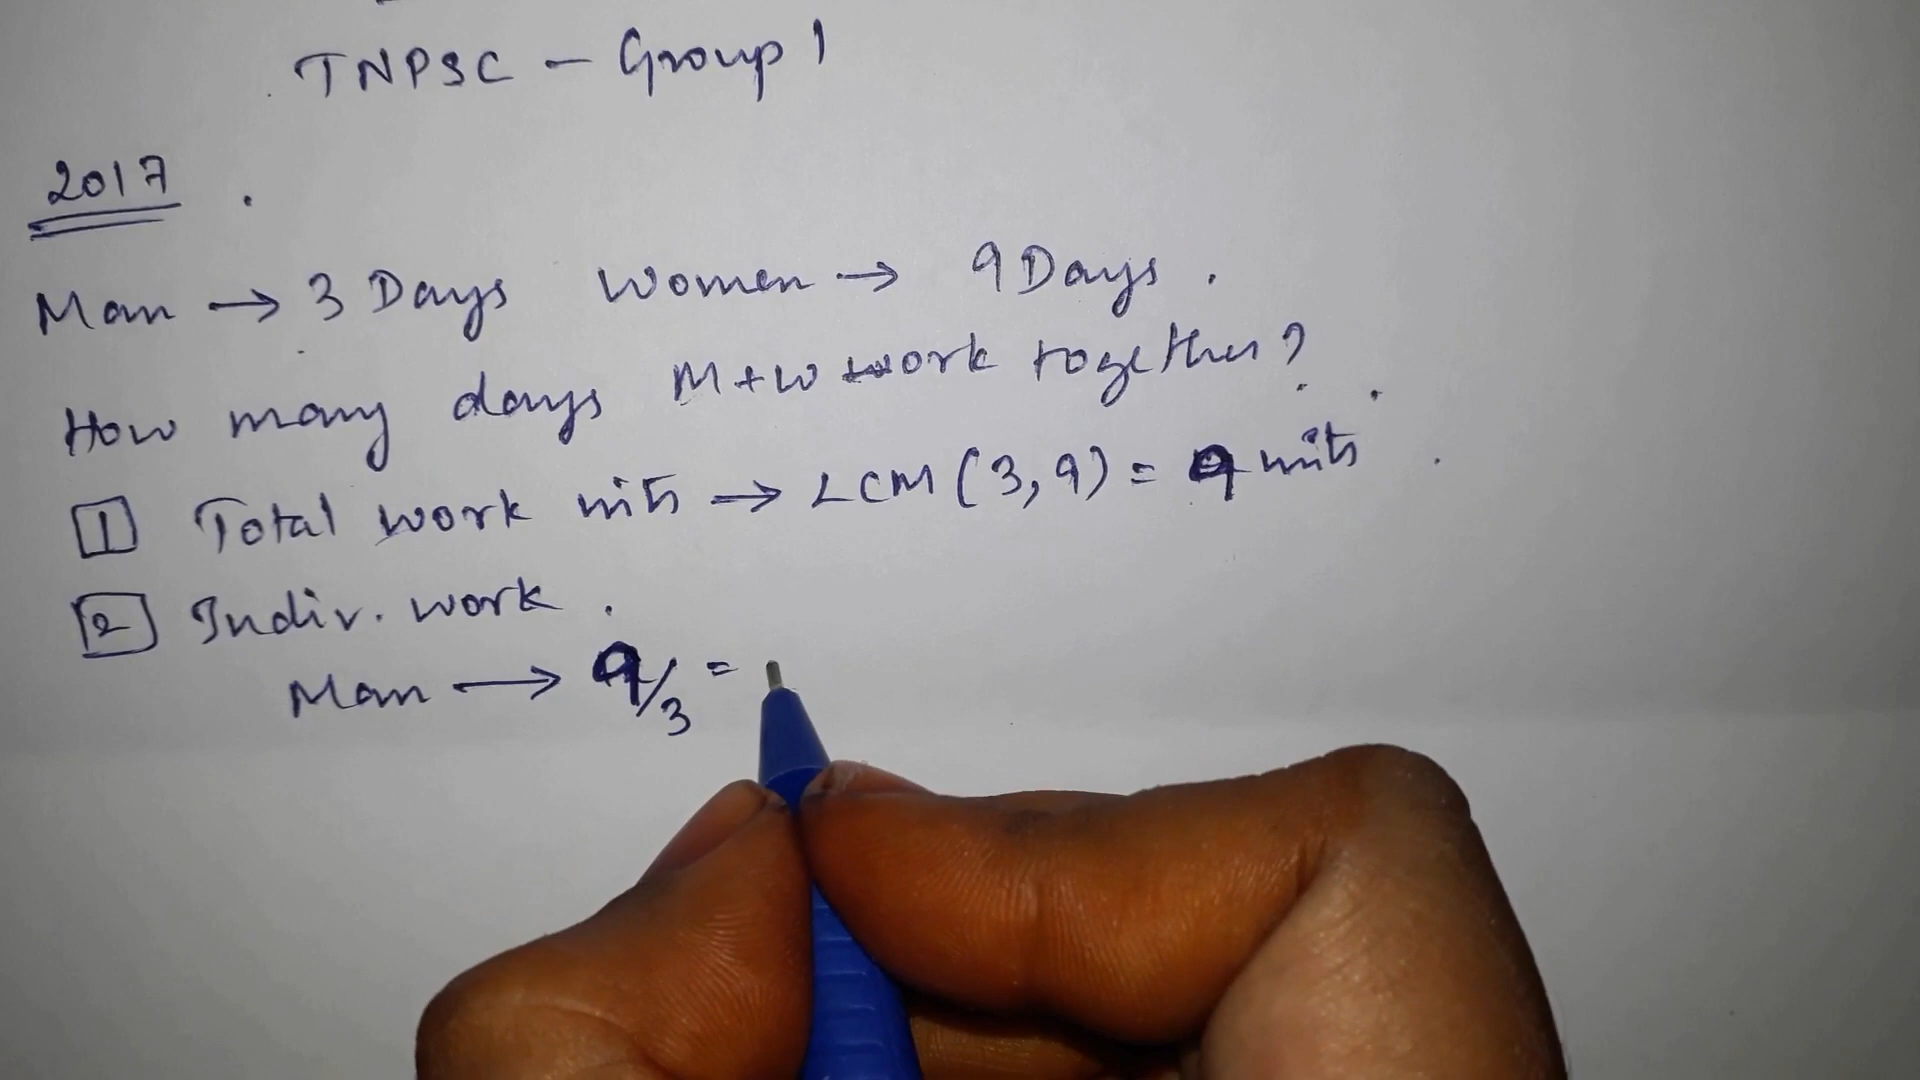 TNPSC - Group 1
2017
Man → 3 Days Women → 9 Days.
How many days M+W work together?
1 Total work units → LCM (3,9) = 9 units
2 Indiv. work.
Man → 9/3 =